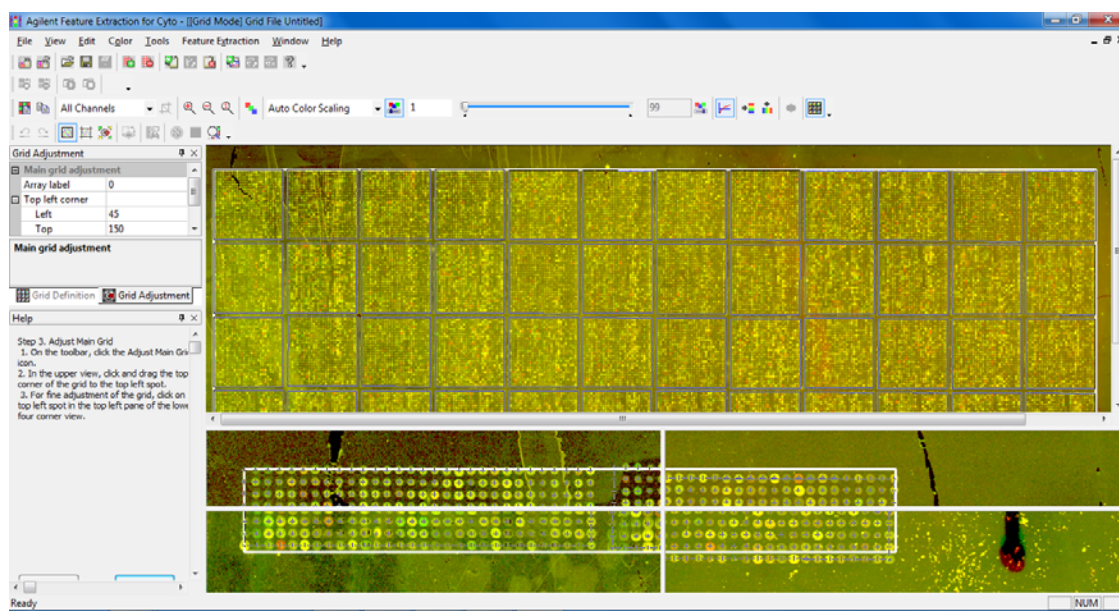 Agilent Feature Extraction for Cyto - [[Grid Mode] Grid File Untitled]
File View Edit Color Tools Feature Extraction Window Help
All Channels Auto Color Scaling 1 99
Grid Adjustment
Main grid adjustment
Array label 0
Top left corner
Left 45
Top 150
Main grid adjustment
Grid Definition Grid Adjustment
Help
Step 3. Adjust Main Grid
1. On the toolbar, click the Adjust Main Gri
icon.
2. In the upper view, click and drag the top
corner of the grid to the top left spot.
3. For fine adjustment of the grid, click on
top left spot in the top left pane of the lowe
four corner view.
Ready NUM